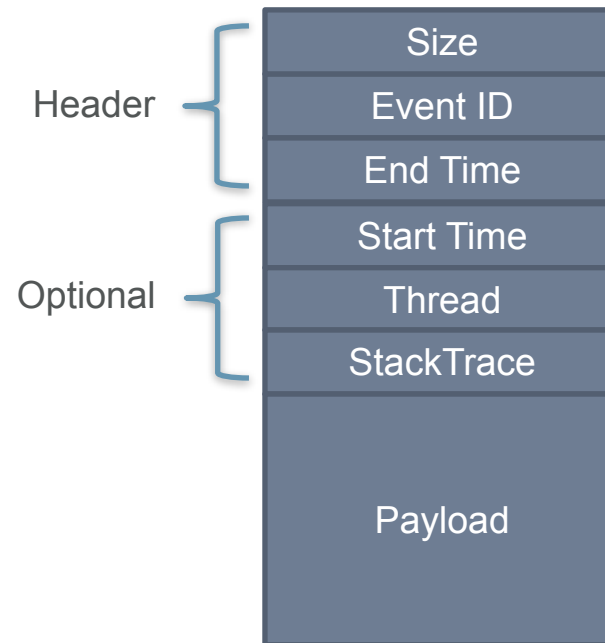 Header
Size
Event ID
End Time
Optional
Start Time
Thread
StackTrace
Payload